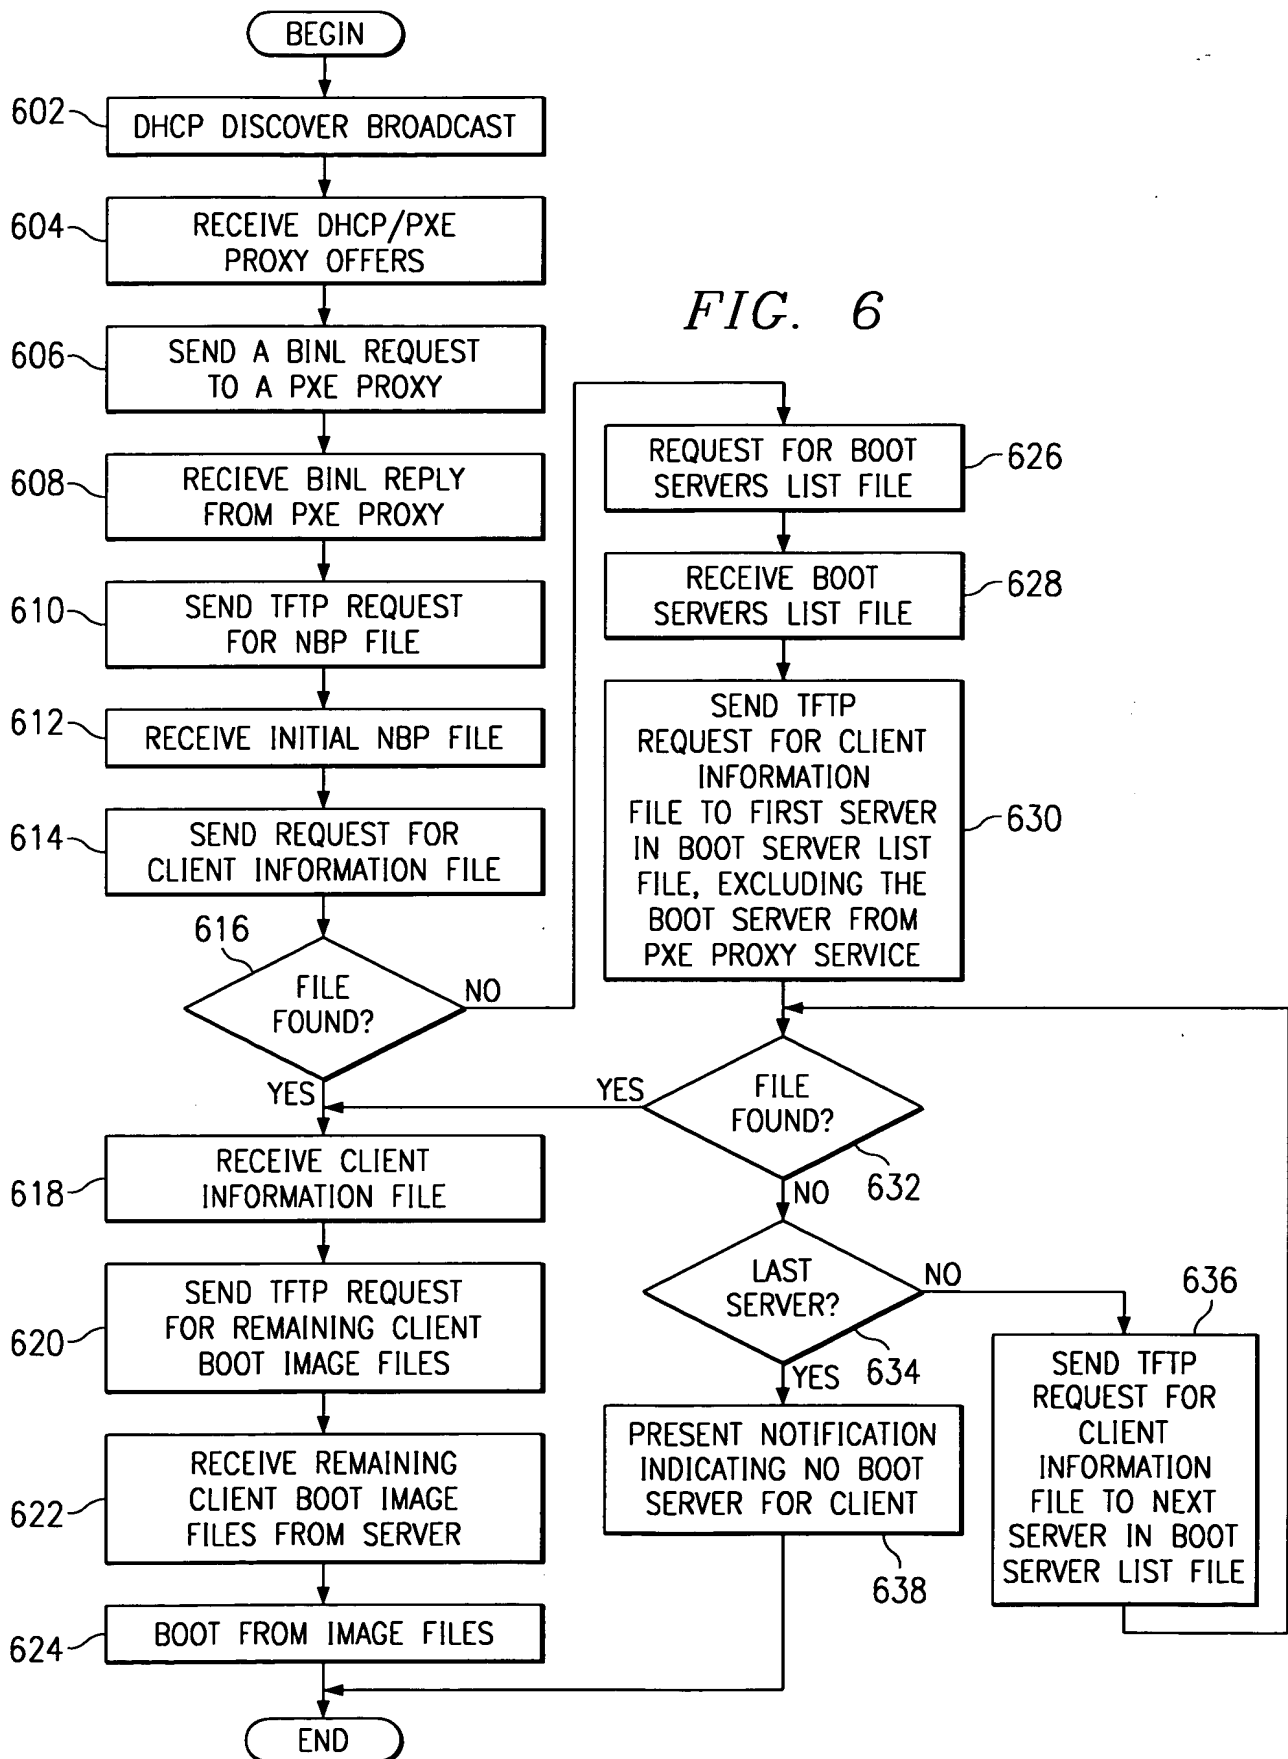 BEGIN
602
DHCP DISCOVER BROADCAST
604
RECEIVE DHCP/PXE
PROXY OFFERS
FIG. 6
606
SEND A BINL REQUEST
TO A PXE PROXY
608
RECIEVE BINL REPLY
FROM PXE PROXY
610
SEND TFTP REQUEST
FOR NBP FILE
612
RECEIVE INITIAL NBP FILE
614
SEND REQUEST FOR
CLIENT INFORMATION FILE
616
FILE
FOUND?
NO
YES
618
RECEIVE CLIENT
INFORMATION FILE
620
SEND TFTP REQUEST
FOR REMAINING CLIENT
BOOT IMAGE FILES
622
RECEIVE REMAINING
CLIENT BOOT IMAGE
FILES FROM SERVER
624
BOOT FROM IMAGE FILES
END
REQUEST FOR BOOT
SERVERS LIST FILE
626
RECEIVE BOOT
SERVERS LIST FILE
628
SEND TFTP
REQUEST FOR CLIENT
INFORMATION
FILE TO FIRST SERVER
IN BOOT SERVER LIST
FILE, EXCLUDING THE
BOOT SERVER FROM
PXE PROXY SERVICE
630
FILE
FOUND?
YES
632
NO
LAST
SERVER?
NO
634
YES
PRESENT NOTIFICATION
INDICATING NO BOOT
SERVER FOR CLIENT
638
636
SEND TFTP
REQUEST FOR
CLIENT
INFORMATION
FILE TO NEXT
SERVER IN BOOT
SERVER LIST FILE